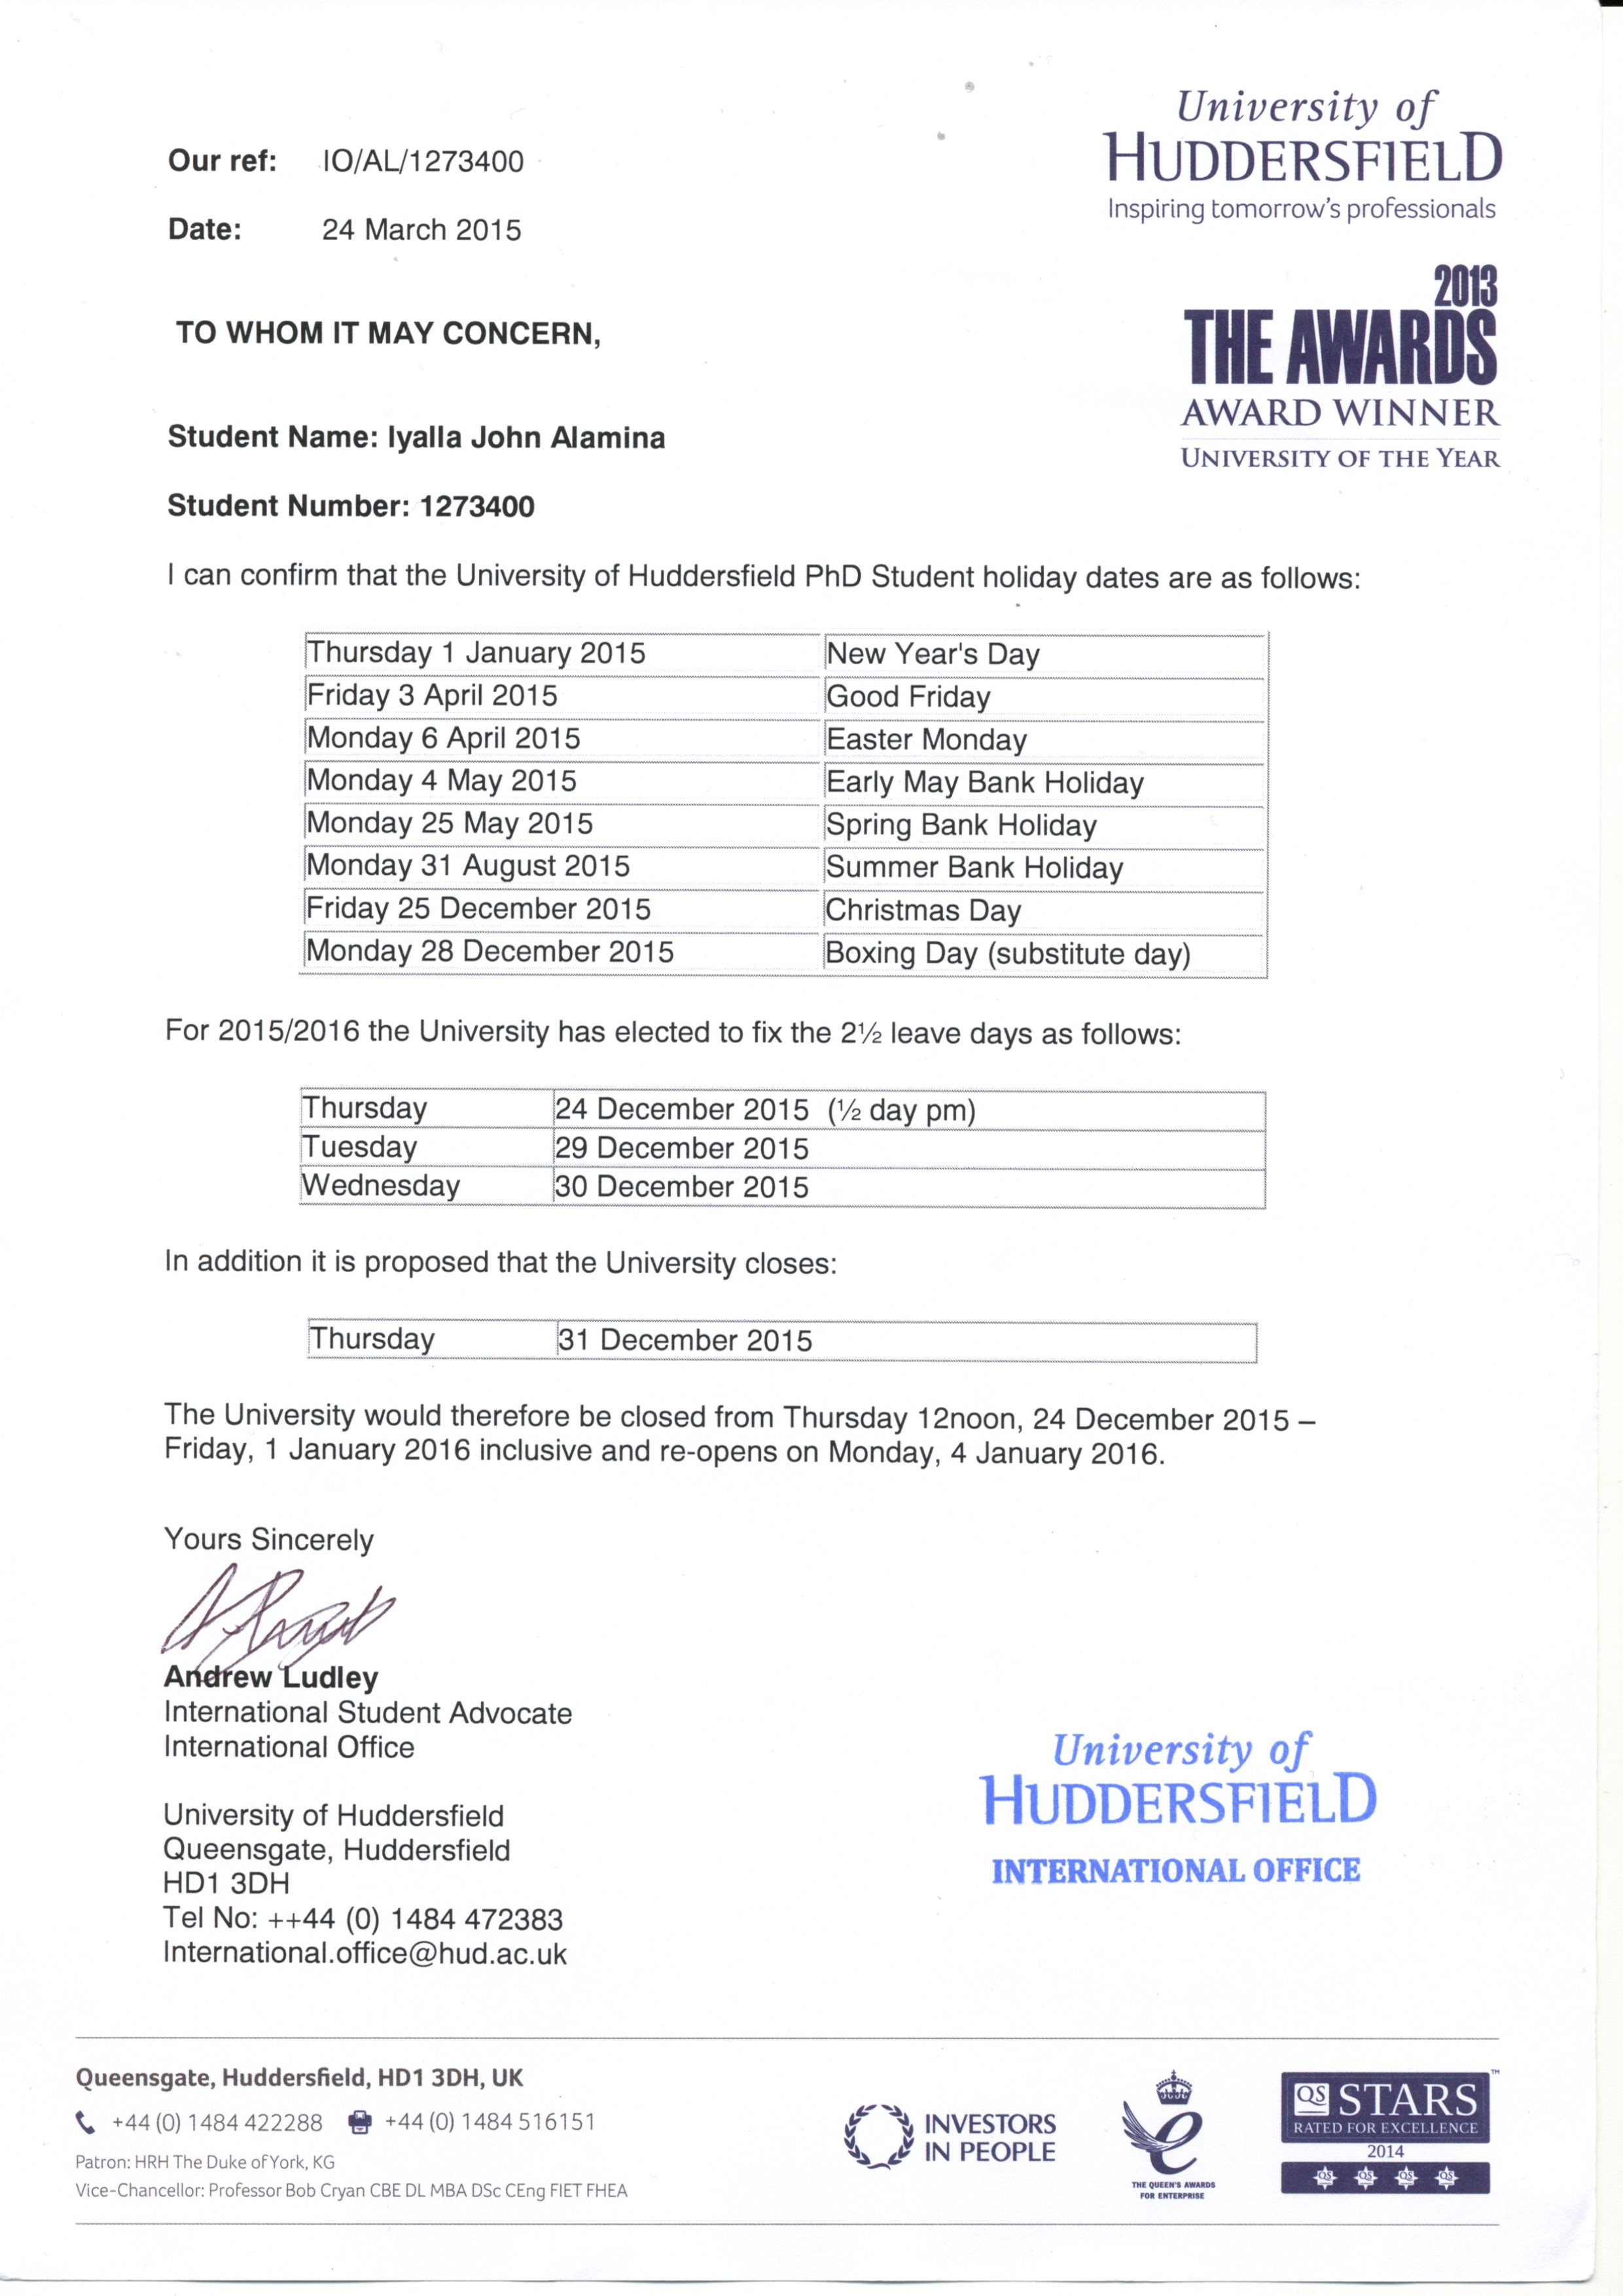 University of
HUDDERSFIELD
Inspiring tomorrow's professionals
Our ref: IO/AL/1273400
Date: 24 March 2015
2013
THE AWARDS
AWARD WINNER
UNIVERSITY OF THE YEAR
TO WHOM IT MAY CONCERN,
Student Name: Iyalla John Alamina
Student Number: 1273400
I can confirm that the University of Huddersfield PhD Student holiday dates are as follows:
Thursday 1 January 2015 New Year's Day
Friday 3 April 2015 Good Friday
Monday 6 April 2015 Easter Monday
Monday 4 May 2015 Early May Bank Holiday
Monday 25 May 2015 Spring Bank Holiday
Monday 31 August 2015 Summer Bank Holiday
Friday 25 December 2015 Christmas Day
Monday 28 December 2015 Boxing Day (substitute day)
For 2015/2016 the University has elected to fix the 2½ leave days as follows:
Thursday 24 December 2015 (½ day pm)
Tuesday 29 December 2015
Wednesday 30 December 2015
In addition it is proposed that the University closes:
Thursday 31 December 2015
The University would therefore be closed from Thursday 12noon, 24 December 2015 –
Friday, 1 January 2016 inclusive and re-opens on Monday, 4 January 2016.
Yours Sincerely
Andrew Ludley
International Student Advocate
International Office
University of Huddersfield
Queensgate, Huddersfield
HD1 3DH
Tel No: ++44 (0) 1484 472383
International.office@hud.ac.uk
University of
HUDDERSFIELD
INTERNATIONAL OFFICE
Queensgate, Huddersfield, HD1 3DH, UK
+44 (0) 1484 422288 +44 (0) 1484 516151
Patron: HRH The Duke of York, KG
Vice-Chancellor: Professor Bob Cryan CBE DL MBA DSc CEng FIET FHEA
INVESTORS
IN PEOPLE
THE QUEEN'S AWARDS
FOR ENTERPRISE
QS STARS™
RATED FOR EXCELLENCE
2014
QS QS QS QS